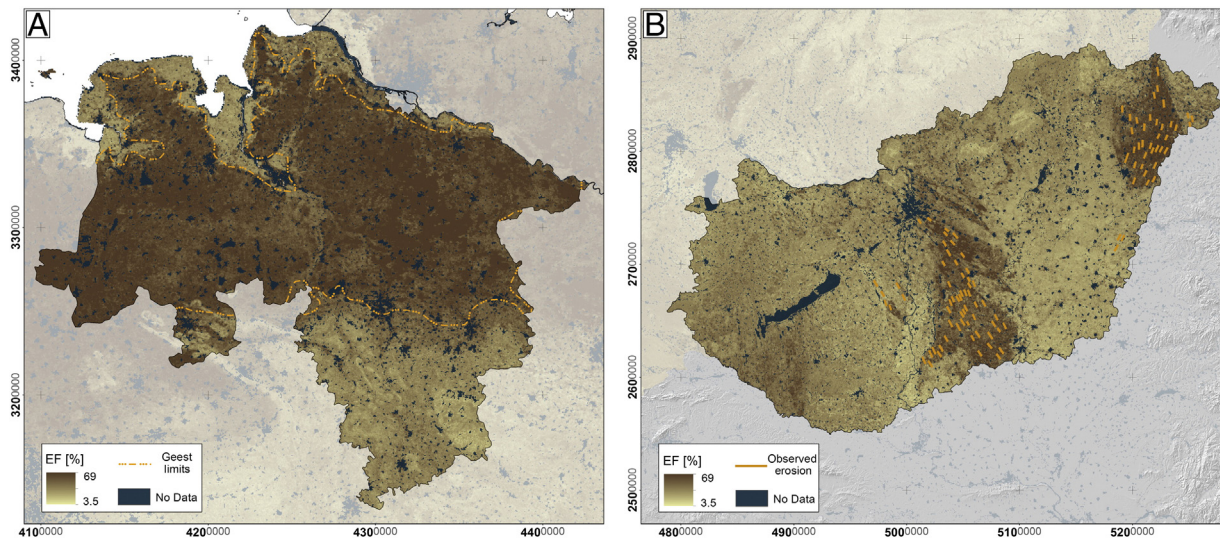 A
3400000
3300000
3200000
4100000
4200000
4300000
4400000
EF [%]
69
3.5
Geest
limits
No Data
B
2900000
2800000
2700000
2600000
2500000
4800000
4900000
5000000
5100000
5200000
EF [%]
69
3.5
Observed
erosion
No Data